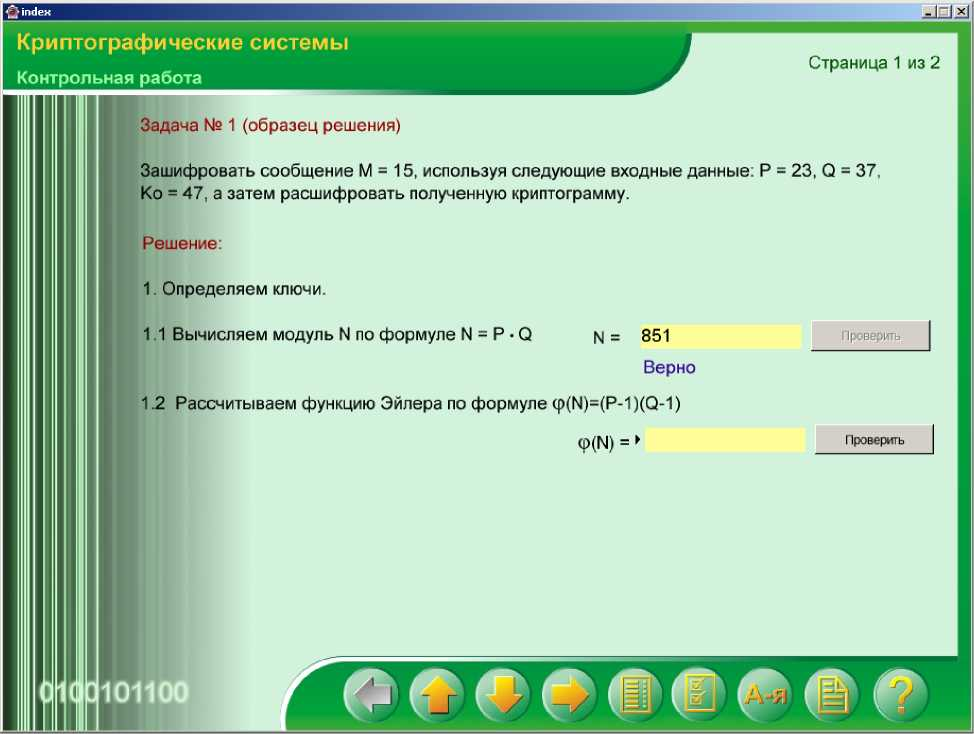 index
Криптографические системы
Контрольная работа
Страница 1 из 2
Задача № 1 (образец решения)
Зашифровать сообщение М = 15, используя следующие входные данные: P = 23, Q = 37,
Ko = 47, а затем расшифровать полученную криптограмму.
Решение:
1. Определяем ключи.
1.1 Вычисляем модуль N по формуле N = P · Q
N = 851 Проверить
Верно
1.2 Рассчитываем функцию Эйлера по формуле φ(N)=(P-1)(Q-1)
φ(N) = Проверить
0100101100
А-я ?